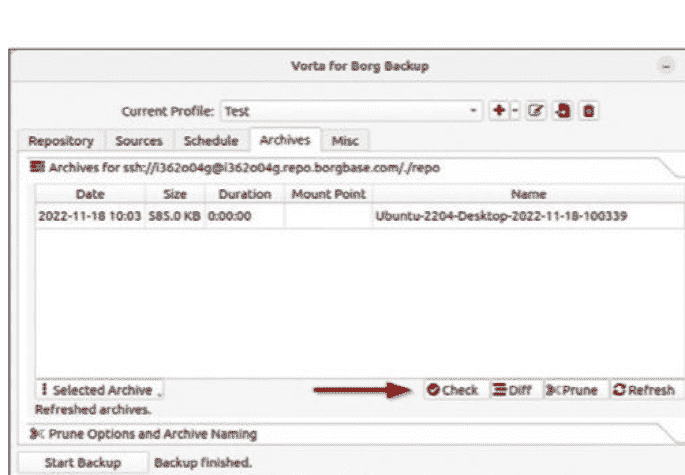 Vorta for Borg Backup
Current Profile: Test
Repository Sources Schedule Archives Misc
Archives for ssh://i362o04g@i362o04g.repo.borgbase.com/./repo
Date Size Duration Mount Point Name
2022-11-18 10:03 585.0 KB 0:00:00 Ubuntu-2204-Desktop-2022-11-18-100339
Selected Archive Check Diff Prune Refresh
Refreshed archives.
Prune Options and Archive Naming
Start Backup Backup finished.